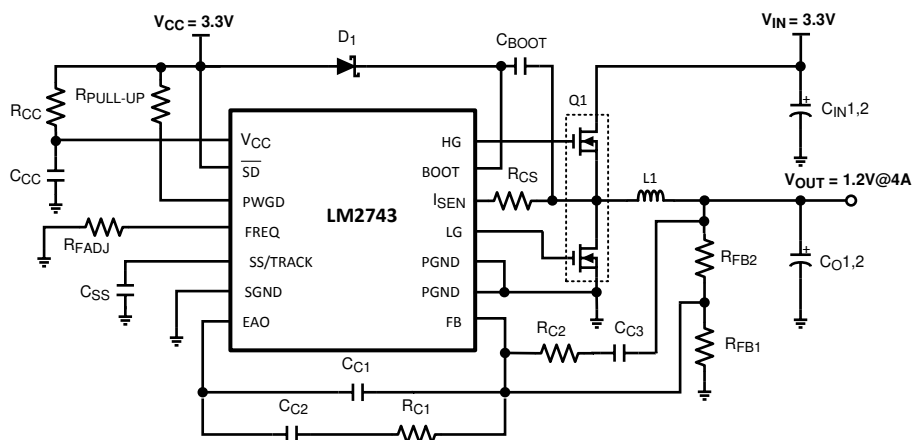 VCC = 3.3V
VIN = 3.3V
D1
CBOOT
RCC
RPULL-UP
Q1
+
CIN1,2
VCC
HG
CCC
SD
BOOT
L1
VOUT = 1.2V@4A
PWGD
ISEN
RCS
LM2743
FREQ
LG
RFADJ
RFB2
+
CO1,2
SS/TRACK
PGND
CSS
SGND
PGND
EAO
FB
RC2
CC3
RFB1
CC1
CC2
RC1